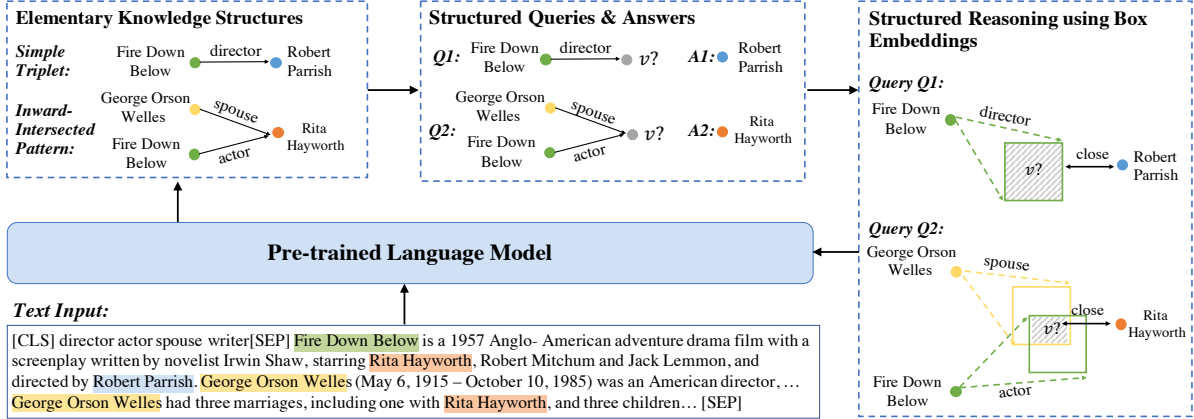 Elementary Knowledge Structures
Simple
Triplet:
Fire Down
Below
director
Robert
Parrish
Inward-
Intersected
Pattern:
George Orson
Welles
spouse
Fire Down
Below
actor
Rita
Hayworth
Structured Queries & Answers
Q1:
Fire Down
Below
director
v?
A1:
Robert
Parrish
Q2:
George Orson
Welles
spouse
Fire Down
Below
actor
v?
A2:
Rita
Hayworth
Structured Reasoning using Box
Embeddings
Query Q1:
Fire Down
Below
director
v?
close
Robert
Parrish
Query Q2:
George Orson
Welles
spouse
v?
close
Rita
Hayworth
Fire Down
Below
actor
Pre-trained Language Model
Text Input:
[CLS] director actor spouse writer[SEP] Fire Down Below is a 1957 Anglo- American adventure drama film with a
screenplay written by novelist Irwin Shaw, starring Rita Hayworth, Robert Mitchum and Jack Lemmon, and
directed by Robert Parrish. George Orson Welles (May 6, 1915 – October 10, 1985) was an American director, …
George Orson Welles had three marriages, including one with Rita Hayworth, and three children… [SEP]